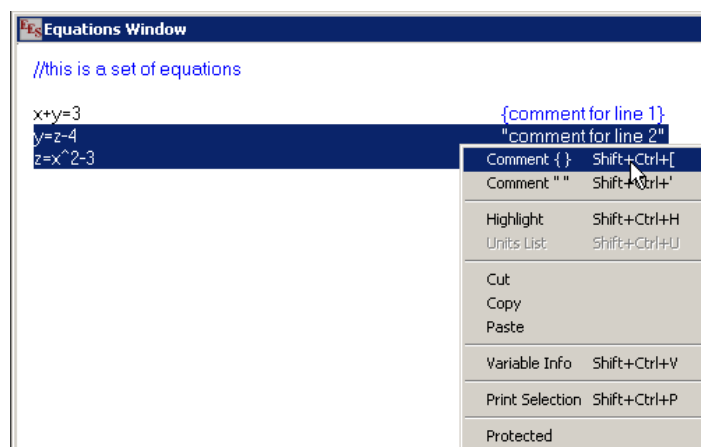 EES Equations Window
//this is a set of equations
x+y=3 {comment for line 1}
y=z-4 "comment for line 2"
z=x^2-3
Comment { } Shift+Ctrl+[
Comment " " Shift+Ctrl+'
Highlight Shift+Ctrl+H
Units List Shift+Ctrl+U
Cut
Copy
Paste
Variable Info Shift+Ctrl+V
Print Selection Shift+Ctrl+P
Protected